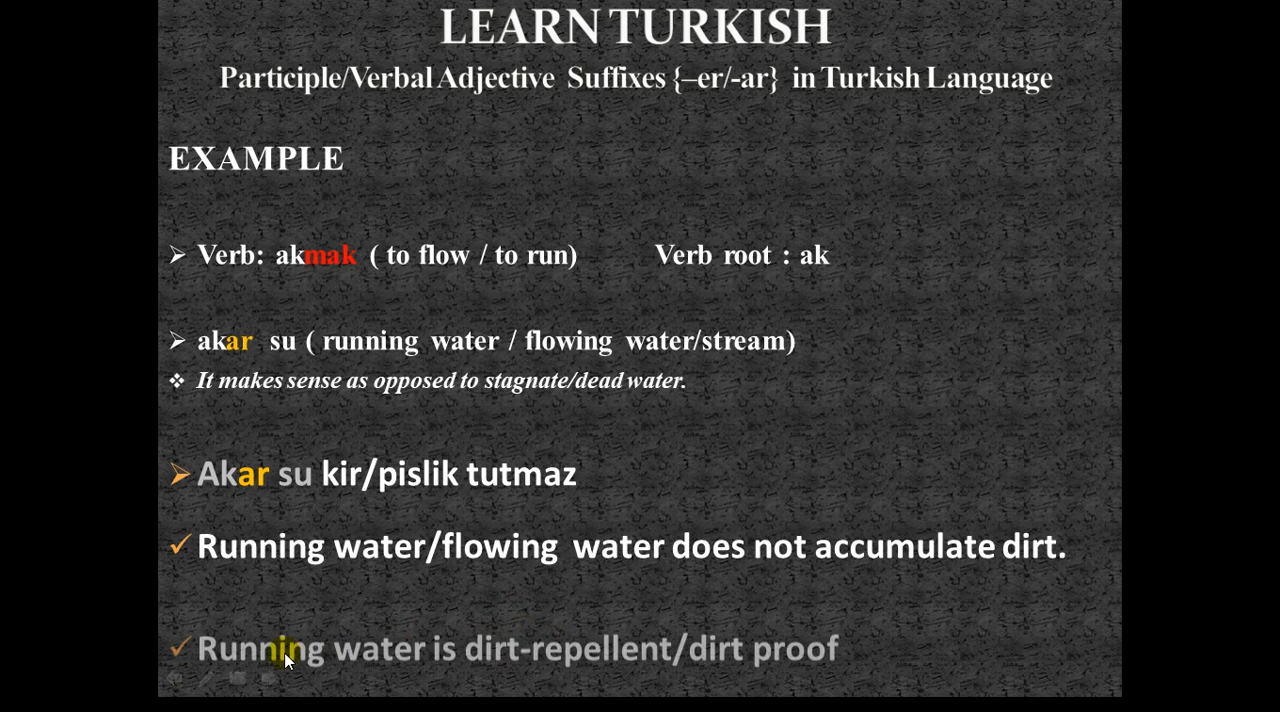 LEARN TURKISH
Participle/Verbal Adjective Suffixes {–er/-ar} in Turkish Language
EXAMPLE
Verb: akmak ( to flow / to run) Verb root : ak
akar su ( running water / flowing water/stream)
It makes sense as opposed to stagnate/dead water.
Akar su kir/pislik tutmaz
Running water/flowing water does not accumulate dirt.
Running water is dirt-repellent/dirt proof